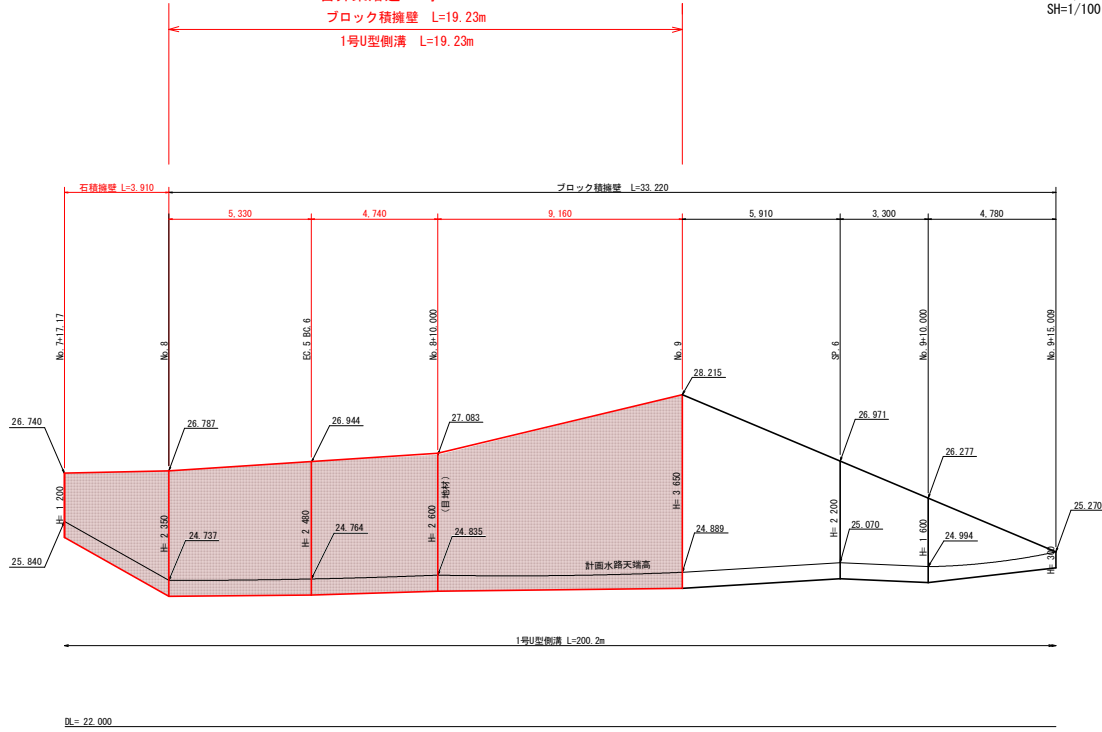 SH=1/100
ブロック積擁壁 L=19.23m
1号U型側溝 L=19.23m
石積擁壁 L=3.910
ブロック積擁壁 L=33.220
5.330
4.740
9.160
5.910
3.300
4.780
No.7+17.17
No.8
EC.5 BC.6
No.8+10.000
No.9
SP.6
No.9+10.000
No.9+15.009
26.740
26.787
26.944
27.083
28.215
26.971
26.277
25.270
H= 1 200
H= 2 350
H= 2 480
H= 2 600
(目地材)
H= 3 650
H= 2 200
H= 1 600
H= 300
25.840
24.737
24.764
24.835
24.889
25.070
24.994
計画水路天端高
1号U型側溝 L=200.2m
DL= 22.000